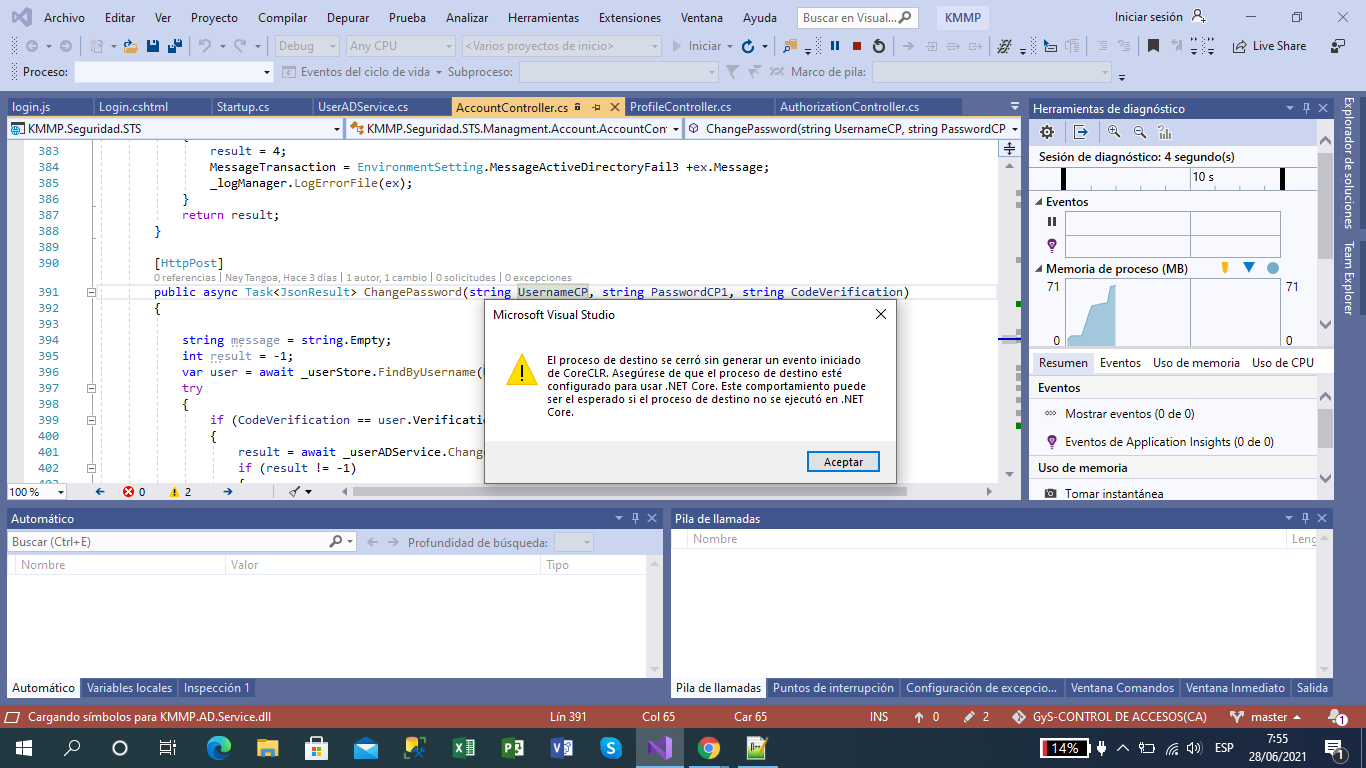 Archivo Editar Ver Proyecto Compilar Depurar Prueba Analizar Herramientas Extensiones Ventana Ayuda Buscar en Visual... KMMP Iniciar sesión
Debug Any CPU <Varios proyectos de inicio> Iniciar Live Share
Proceso: Eventos del ciclo de vida Subproceso: Marco de pila:
login.js Login.cshtml Startup.cs UserADService.cs AccountController.cs ProfileController.cs AuthorizationController.cs
KMMP.Seguridad.STS KMMP.Seguridad.STS.Managment.Account.AccountCont ChangePassword(string UsernameCP, string PasswordCP
383 result = 4;
384 MessageTransaction = EnvironmentSetting.MessageActiveDirectoryFail3 +ex.Message;
385 _logManager.LogErrorFile(ex);
386 }
387 return result;
388 }
389
390 [HttpPost]
0 referencias | Ney Tangoa, Hace 3 días | 1 autor, 1 cambio | 0 solicitudes | 0 excepciones
391 public async Task<JsonResult> ChangePassword(string UsernameCP, string PasswordCP1, string CodeVerification)
392 {
393
394 string message = string.Empty;
395 int result = -1;
396 var user = await _userStore.FindByUsername(
397 try
398 {
399 if (CodeVerification == user.Verificatio
400 {
401 result = await _userADService.Chang
402 if (result != -1)
100 % 0 2
Microsoft Visual Studio
El proceso de destino se cerró sin generar un evento iniciado
de CoreCLR. Asegúrese de que el proceso de destino esté
configurado para usar .NET Core. Este comportamiento puede
ser el esperado si el proceso de destino no se ejecutó en .NET
Core.
Aceptar
Herramientas de diagnóstico
Sesión de diagnóstico: 4 segundo(s)
10 s
Eventos
Memoria de proceso (MB)
71 71
0 0
Resumen Eventos Uso de memoria Uso de CPU
Eventos
Mostrar eventos (0 de 0)
Eventos de Application Insights (0 de 0)
Uso de memoria
Tomar instantánea
Explorador de soluciones
Team Explorer
Automático
Buscar (Ctrl+E) Profundidad de búsqueda:
Nombre Valor Tipo
Automático Variables locales Inspección 1
Pila de llamadas
Nombre Leng
Pila de llamadas Puntos de interrupción Configuración de excepcio... Ventana Comandos Ventana Inmediato Salida
Cargando símbolos para KMMP.AD.Service.dll Lín 391 Col 65 Car 65 INS 0 2 GyS-CONTROL DE ACCESOS(CA) master 1
14% ESP 7:55
28/06/2021 1